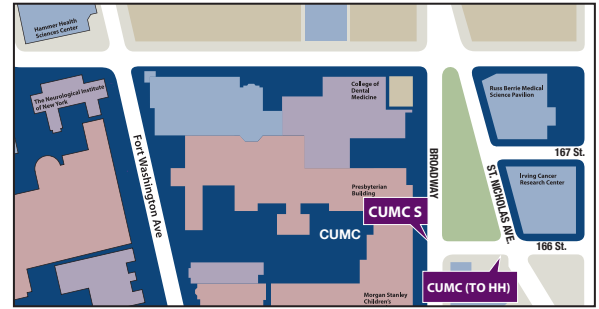 Hammer Health
Sciences Center
The Neurological Institute
of New York
Fort Washington Ave
College of
Dental
Medicine
Presbyterian
Building
CUMC
Morgan Stanley
Children's
BROADWAY
CUMC S
ST. NICHOLAS AVE.
Russ Berrie Medical
Science Pavilion
167 St.
Irving Cancer
Research Center
166 St.
CUMC (TO HH)